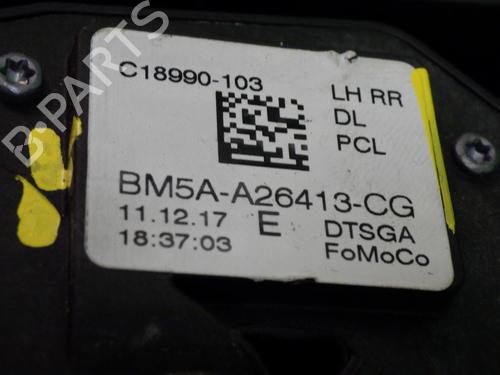 B-PARTS
C18990-103
LH RR
DL
PCL
BM5A-A26413-CG
11.12.17 E DTSGA
18:37:03 FoMoCo